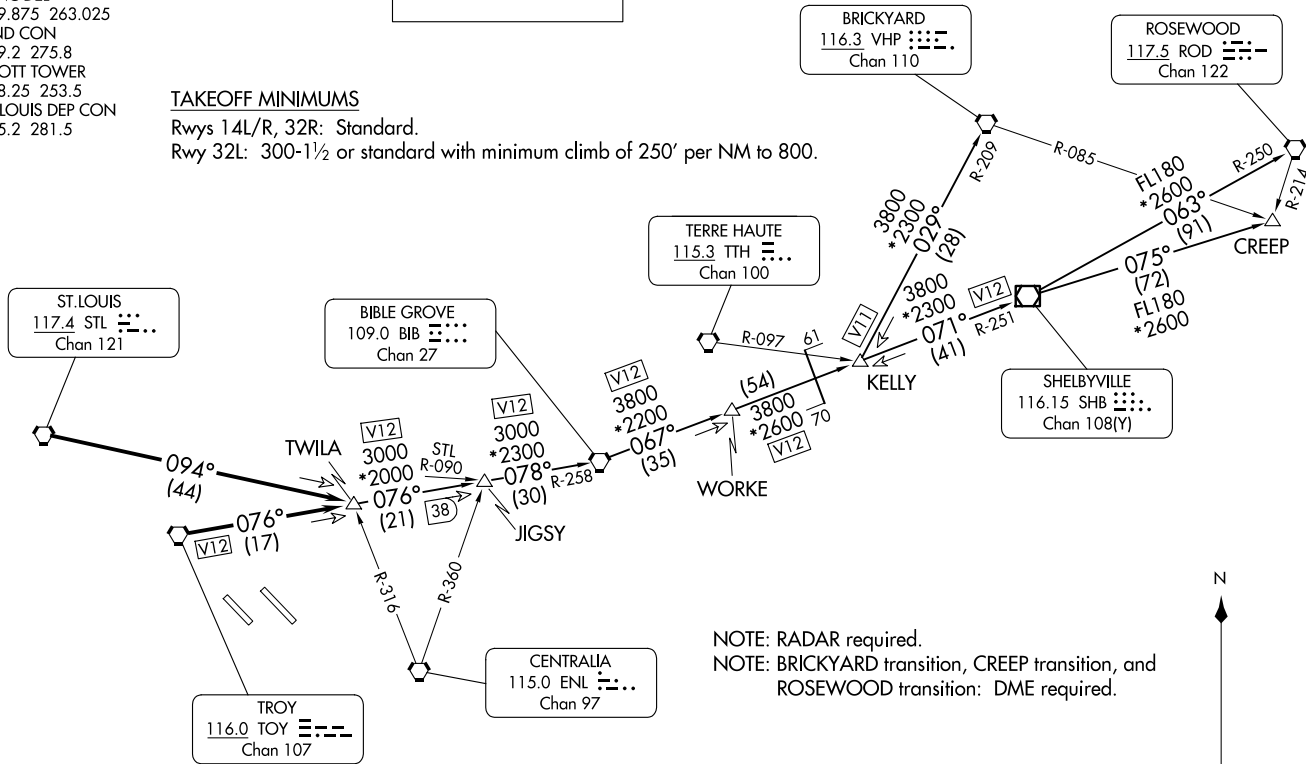 9.875 263.025
ND CON
9.2 275.8
OTT TOWER
8.25 253.5
LOUIS DEP CON
5.2 281.5
TAKEOFF MINIMUMS
Rwys 14L/R, 32R: Standard.
Rwy 32L: 300-1½ or standard with minimum climb of 250' per NM to 800.
BRICKYARD
116.3 VHP
Chan 110
ROSEWOOD
117.5 ROD
Chan 122
R-209
R-085
R-250
R-214
FL180
*2600
063°
(91)
CREEP
075°
(72)
FL180
*2600
3800
*2300
029°
(28)
TERRE HAUTE
115.3 TTH
Chan 100
R-097
61
70
V11
3800
*2300
V12
071°
R-251
(41)
KELLY
SHELBYVILLE
116.15 SHB
Chan 108(Y)
ST.LOUIS
117.4 STL
Chan 121
BIBLE GROVE
109.0 BIB
Chan 27
V12
3800
*2200
067°
(35)
(54)
3800
*2600
V12
WORKE
TWILA
V12
3000
*2000
STL
R-090
076°
(21)
38
V12
3000
*2300
078°
R-258
(30)
JIGSY
094°
(44)
076°
V12
(17)
R-316
R-360
CENTRALIA
115.0 ENL
Chan 97
TROY
116.0 TOY
Chan 107
NOTE: RADAR required.
NOTE: BRICKYARD transition, CREEP transition, and
ROSEWOOD transition: DME required.
N